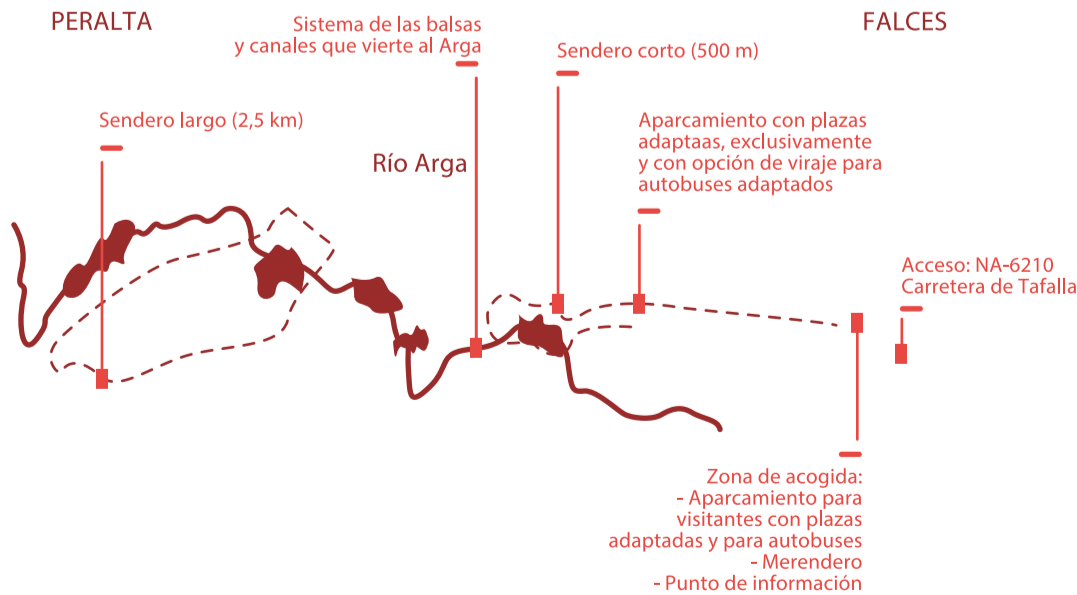 PERALTA
FALCES
Sistema de las balsas
y canales que vierte al Arga
Sendero corto (500 m)
Sendero largo (2,5 km)
Aparcamiento con plazas
adaptaas, exclusivamente
y con opción de viraje para
autobuses adaptados
Río Arga
Acceso: NA-6210
Carretera de Tafalla
Zona de acogida:
- Aparcamiento para
visitantes con plazas
adaptadas y para autobuses
- Merendero
- Punto de información